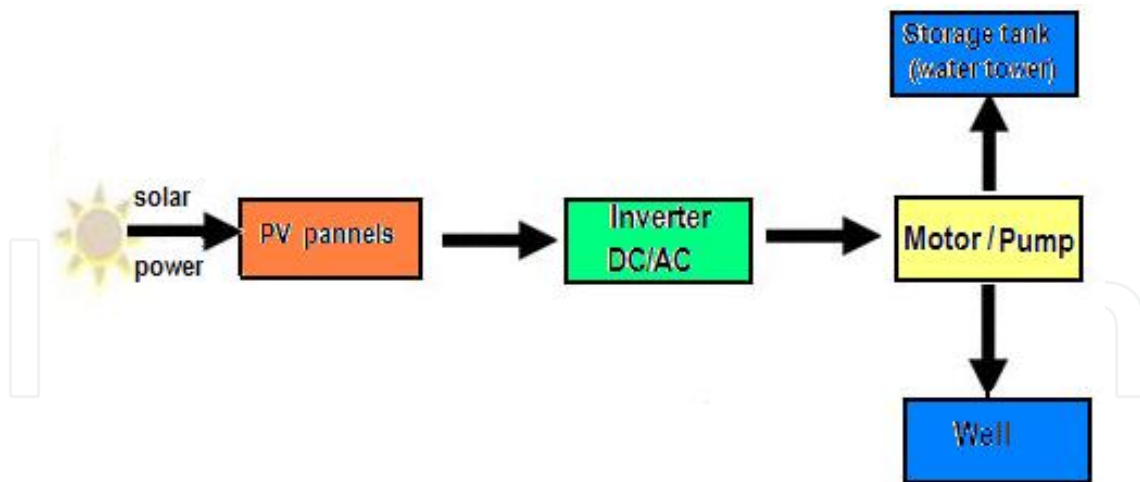 solar
power
PV pannels
Inverter
DC/AC
Motor / Pump
Storage tank
(water tower)
Well